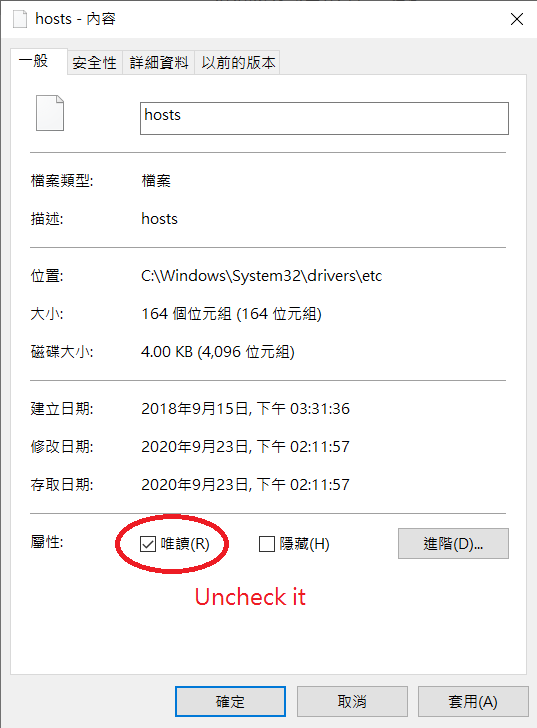 hosts - 內容
一般 安全性 詳細資料 以前的版本
hosts
檔案類型: 檔案
描述: hosts
位置: C:\Windows\System32\drivers\etc
大小: 164 個位元組 (164 位元組)
磁碟大小: 4.00 KB (4,096 位元組)
建立日期: 2018年9月15日, 下午 03:31:36
修改日期: 2020年9月23日, 下午 02:11:57
存取日期: 2020年9月23日, 下午 02:11:57
屬性: 唯讀(R) 隱藏(H) 進階(D)...
Uncheck it
確定 取消 套用(A)